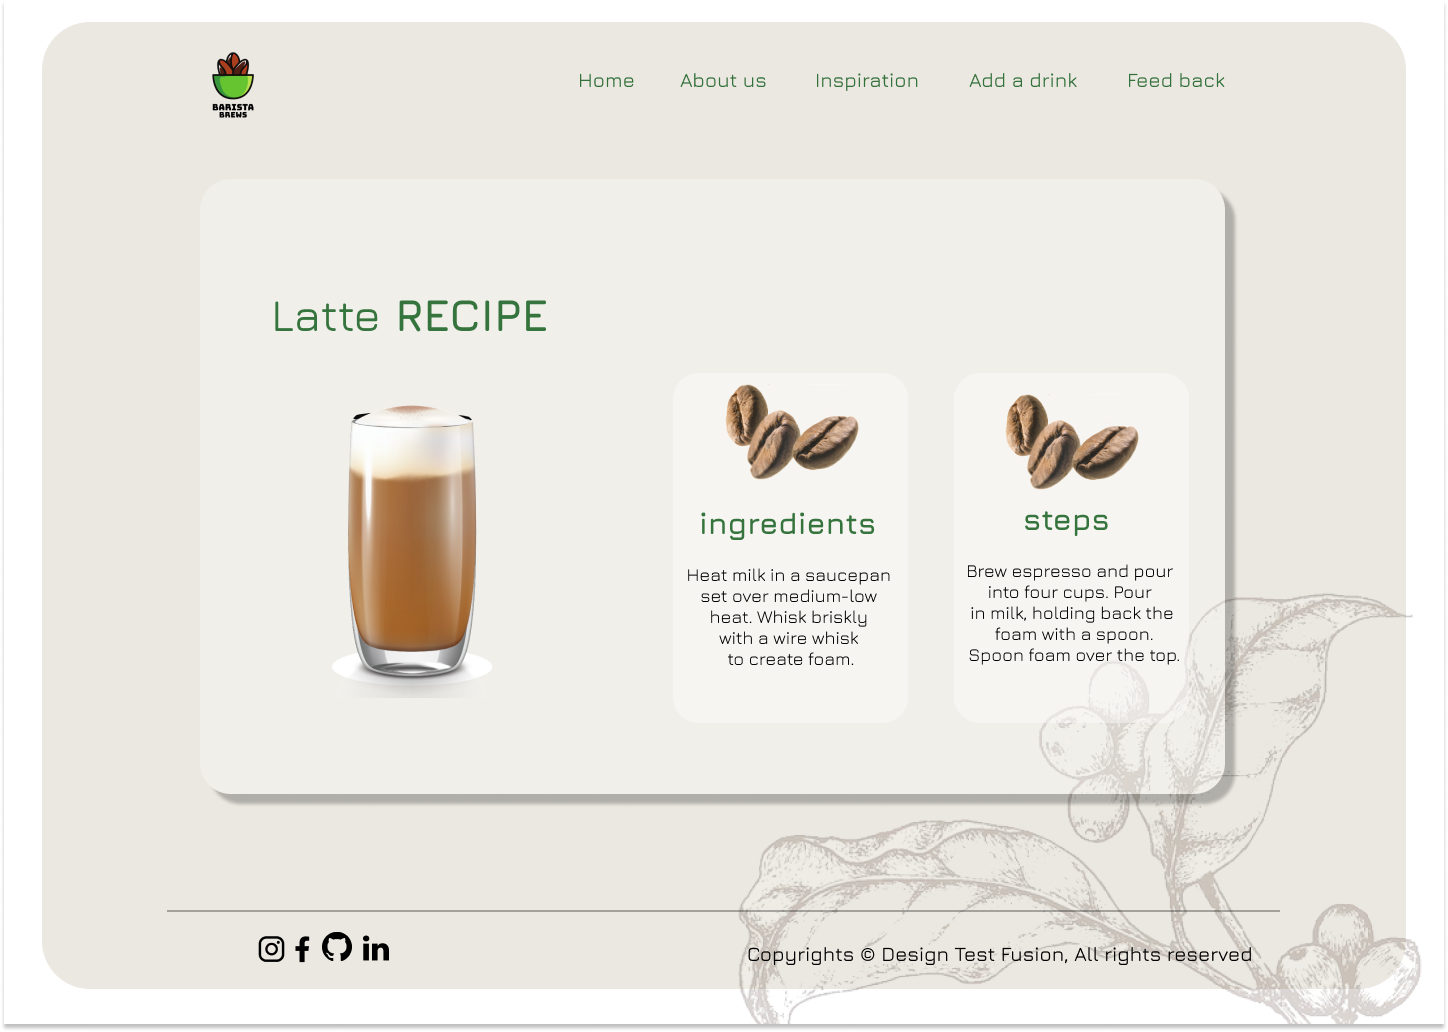 BARISTA
BREWS
Home About us Inspiration Add a drink Feed back
Latte RECIPE
ingredients
Heat milk in a saucepan
set over medium-low
heat. Whisk briskly
with a wire whisk
to create foam.
steps
Brew espresso and pour
into four cups. Pour
in milk, holding back the
foam with a spoon.
Spoon foam over the top.
Copyrights © Design Test Fusion, All rights reserved